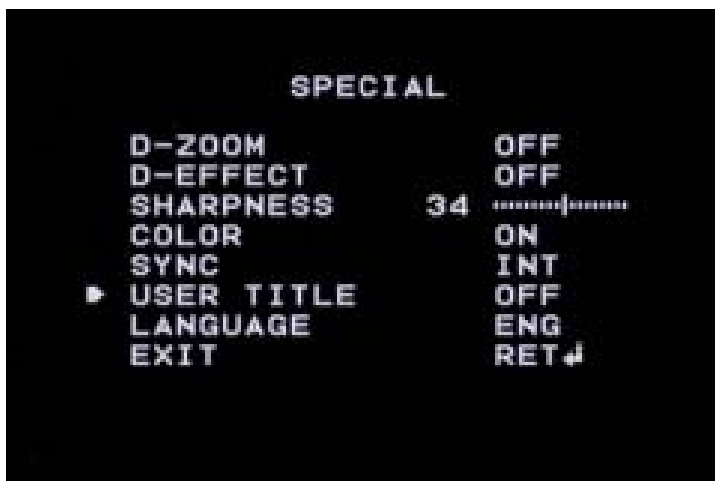 SPECIAL
D-ZOOM OFF
D-EFFECT OFF
SHARPNESS 34
COLOR ON
SYNC INT
USER TITLE OFF
LANGUAGE ENG
EXIT RET↲